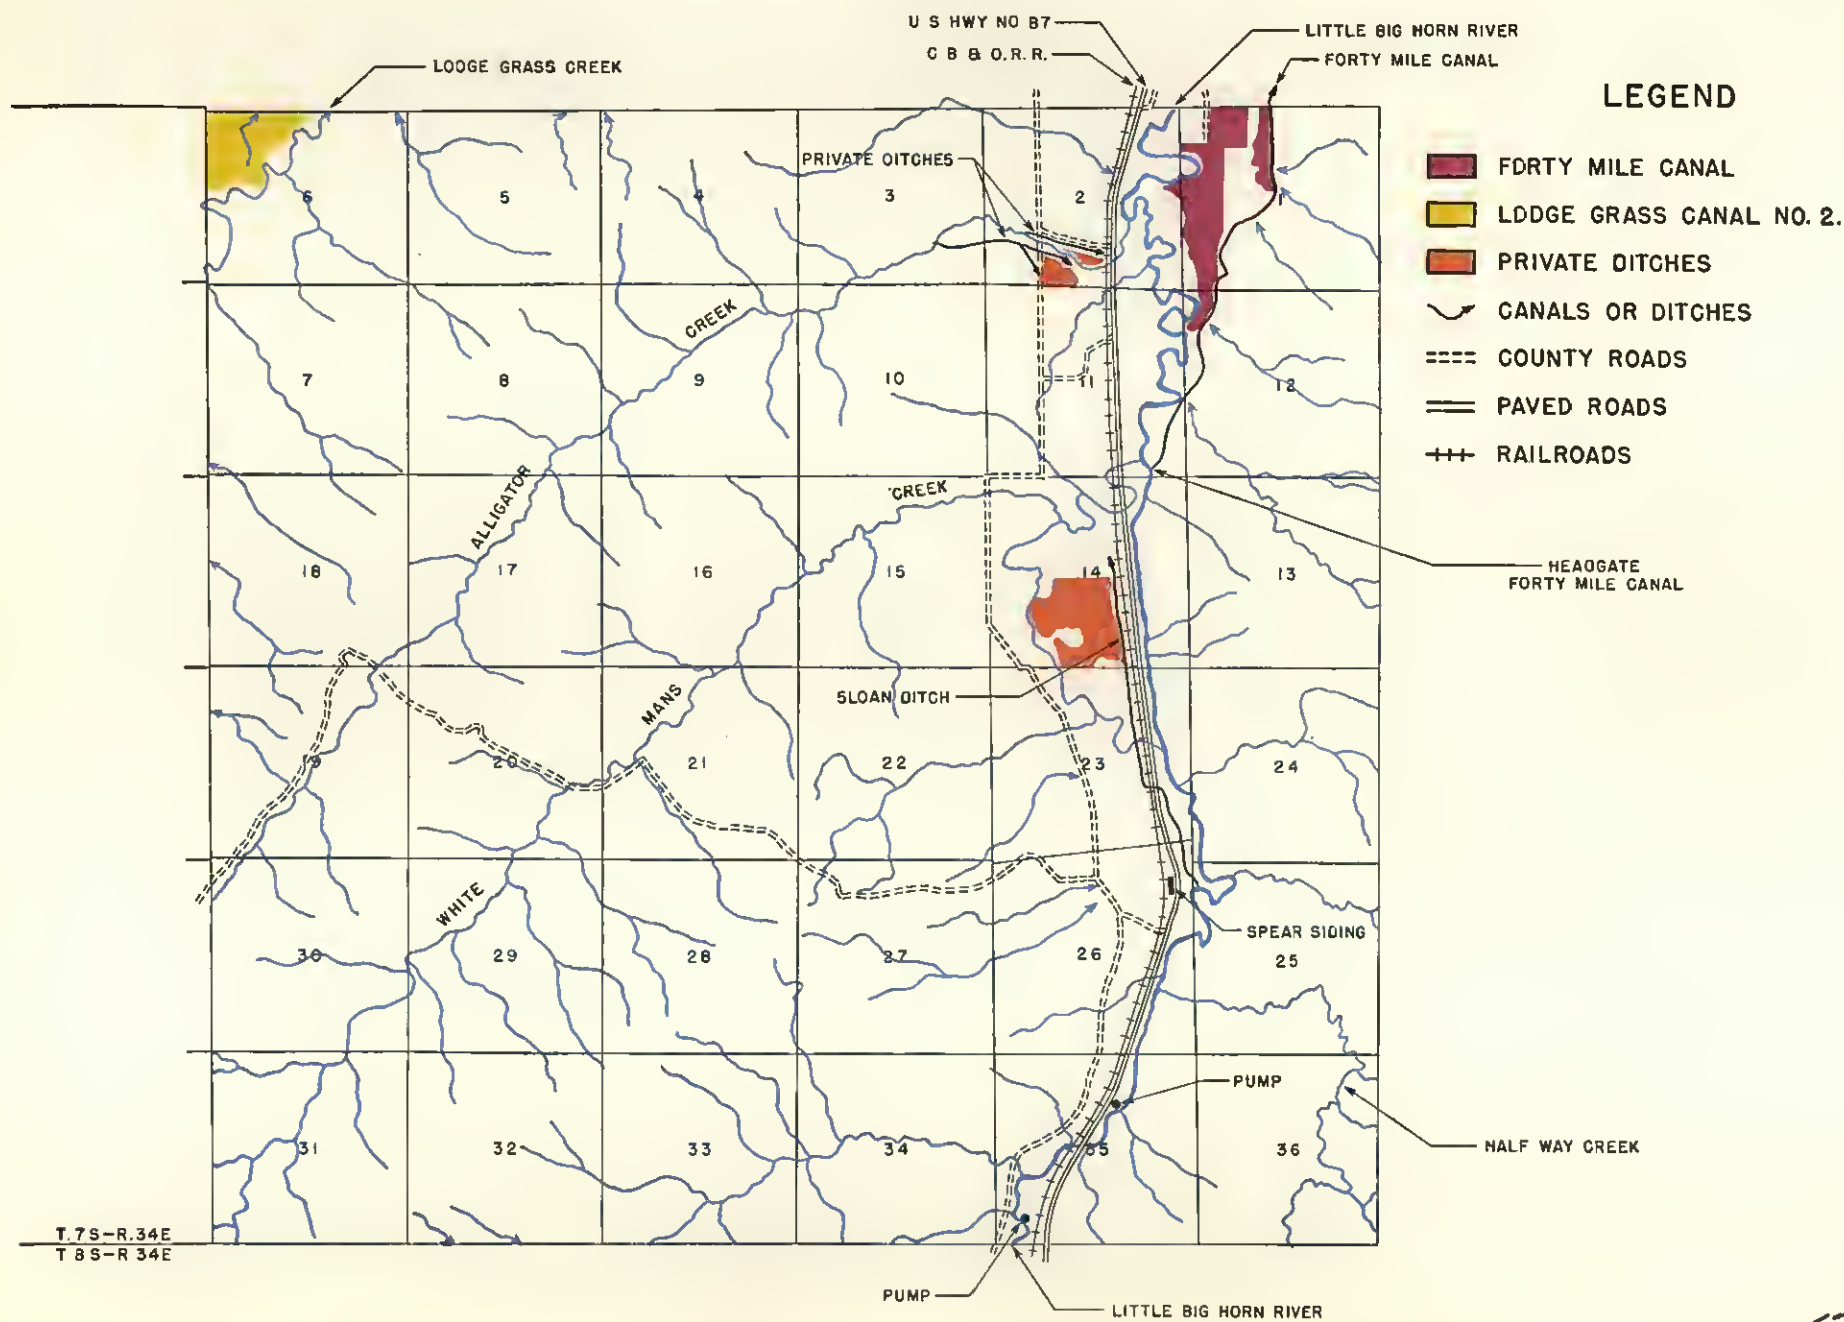 U S HWY NO 87
C B & Q.R.R.
LITTLE BIG HORN RIVER
FORTY MILE CANAL
LODGE GRASS CREEK
LEGEND
FORTY MILE CANAL
LODGE GRASS CANAL NO. 2.
PRIVATE DITCHES
CANALS OR DITCHES
COUNTY ROADS
PAVED ROADS
RAILROADS
PRIVATE DITCHES
6
5
4
3
2
1
CREEK
7
8
9
10
11
12
ALLIGATOR
CREEK
18
17
16
15
14
13
HEADGATE
FORTY MILE CANAL
MANS
SLOAN DITCH
19
20
21
22
23
24
WHITE
SPEAR SIDING
30
29
28
27
26
25
PUMP
31
32
33
34
35
36
HALF WAY CREEK
T. 7S-R. 34E
T 8S-R 34E
PUMP
LITTLE BIG HORN RIVER